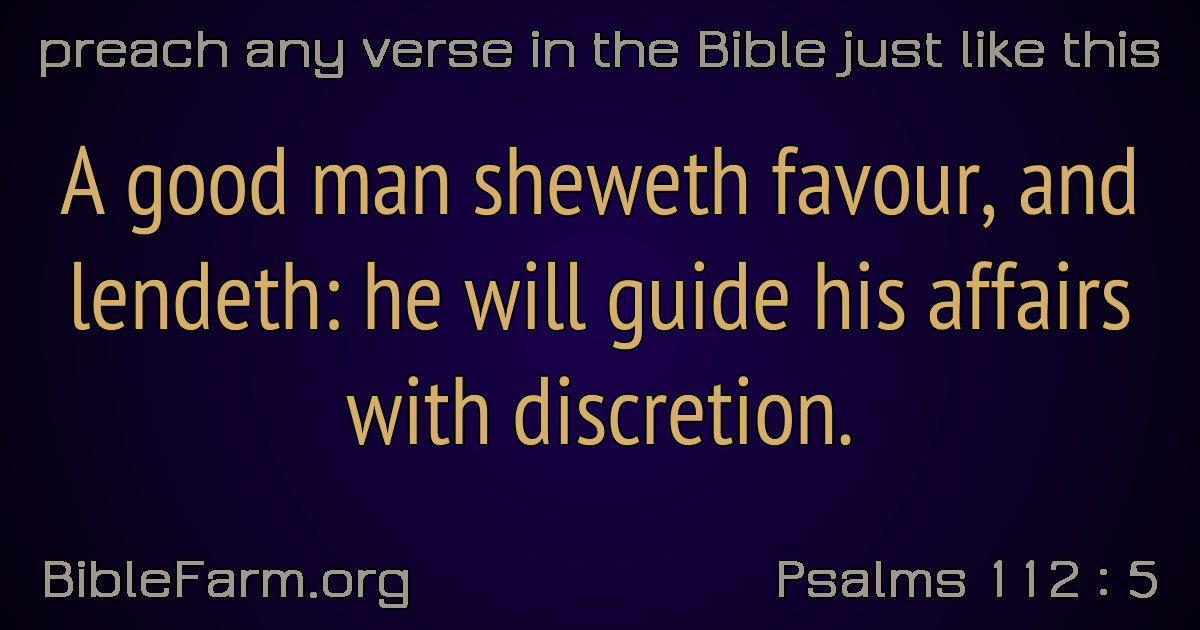 preach any verse in the Bible just like this
A good man sheweth favour, and
lendeth: he will guide his affairs
with discretion.
BibleFarm.org
Psalms 112 : 5